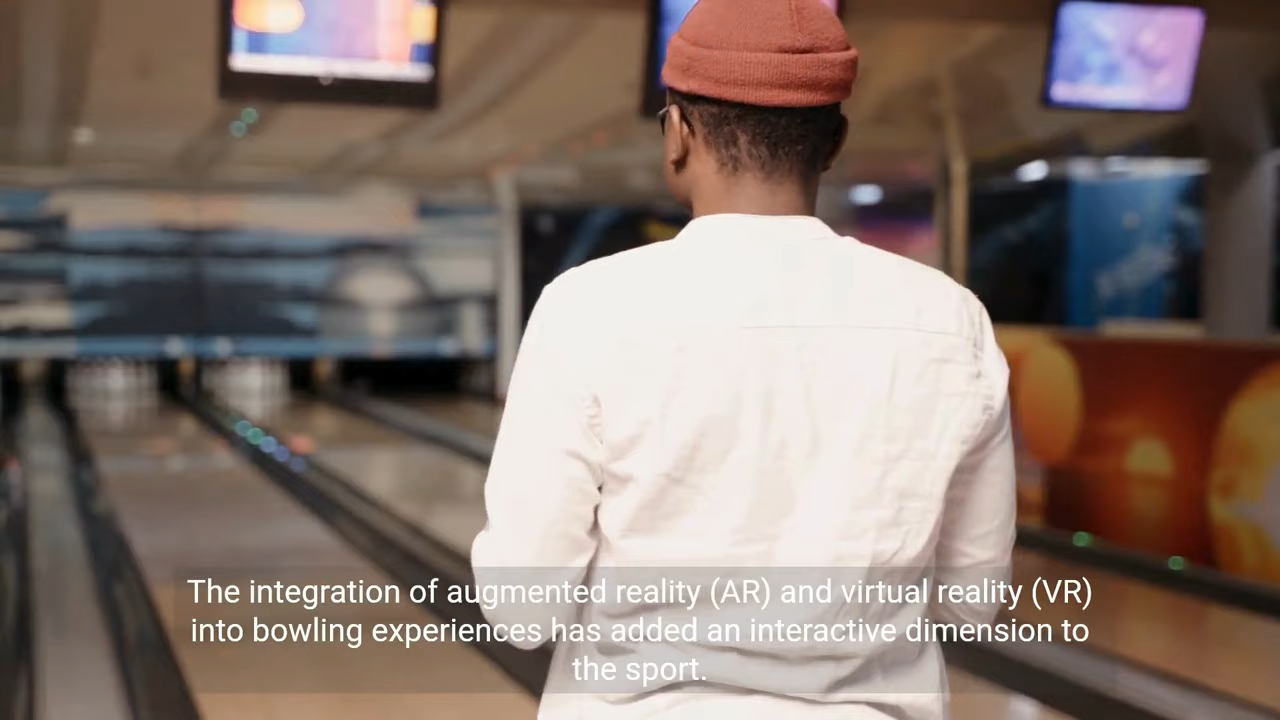 The integration of augmented reality (AR) and virtual reality (VR)
into bowling experiences has added an interactive dimension to
the sport.